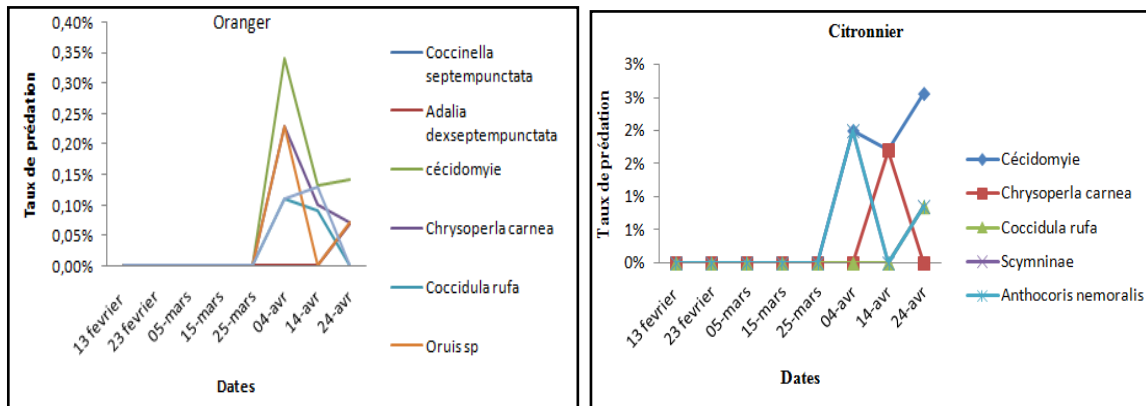 Oranger
0,40%
0,35%
0,30%
0,25%
0,20%
0,15%
0,10%
0,05%
0,00%
Taux de prédation
13 fevrier
23 fevrier
05-mars
15-mars
25-mars
04-avr
14-avr
24-avr
Dates
Coccinella
septempunctata
Adalia
dexseptempunctata
cécidomyie
Chrysoperla carnea
Coccidula rufa
Oruis sp
Citronnier
3%
3%
2%
2%
1%
1%
0%
Taux de prédation
13 fevrier
23 fevrier
05-mars
15-mars
25-mars
04-avr
14-avr
24-avr
Dates
Cécidomyie
Chrysoperla carnea
Coccidula rufa
Scymninae
Anthocoris nemoralis